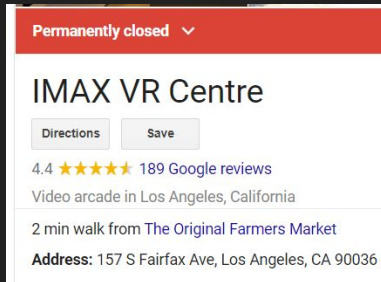 Permanently closed
IMAX VR Centre
Directions Save
4.4 ★★★★★ 189 Google reviews
Video arcade in Los Angeles, California
2 min walk from The Original Farmers Market
Address: 157 S Fairfax Ave, Los Angeles, CA 90036